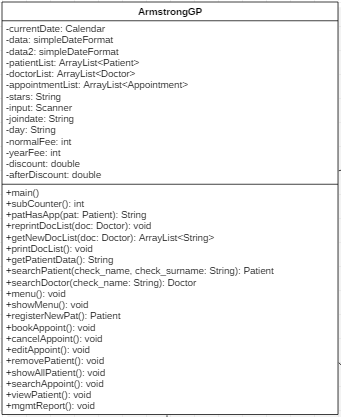 ArmstrongGP
-currentDate: Calendar
-data: simpleDateFormat
-data2: simpleDateFormat
-patientList: ArrayList<Patient>
-doctorList: ArrayList<Doctor>
-appointmentList: ArrayList<Appointment>
-stars: String
-input: Scanner
-joindate: String
-day: String
-normalFee: int
-yearFee: int
-discount: double
-afterDiscount: double
+main()
+subCounter(): int
+patHasApp(pat: Patient): String
+reprintDocList(doc: Doctor): void
+getNewDocList(doc: Doctor): ArrayList<String>
+printDocList(): void
+getPatientData(): String
+searchPatient(check_name, check_surname: String): Patient
+searchDoctor(check_name: String): Doctor
+menu(): void
+showMenu(): void
+registerNewPat(): Patient
+bookAppoint(): void
+cancelAppoint(): void
+editAppoint(): void
+removePatient(): void
+showAllPatient(): void
+searchAppoint(): void
+viewPatient(): void
+mgmtReport(): void